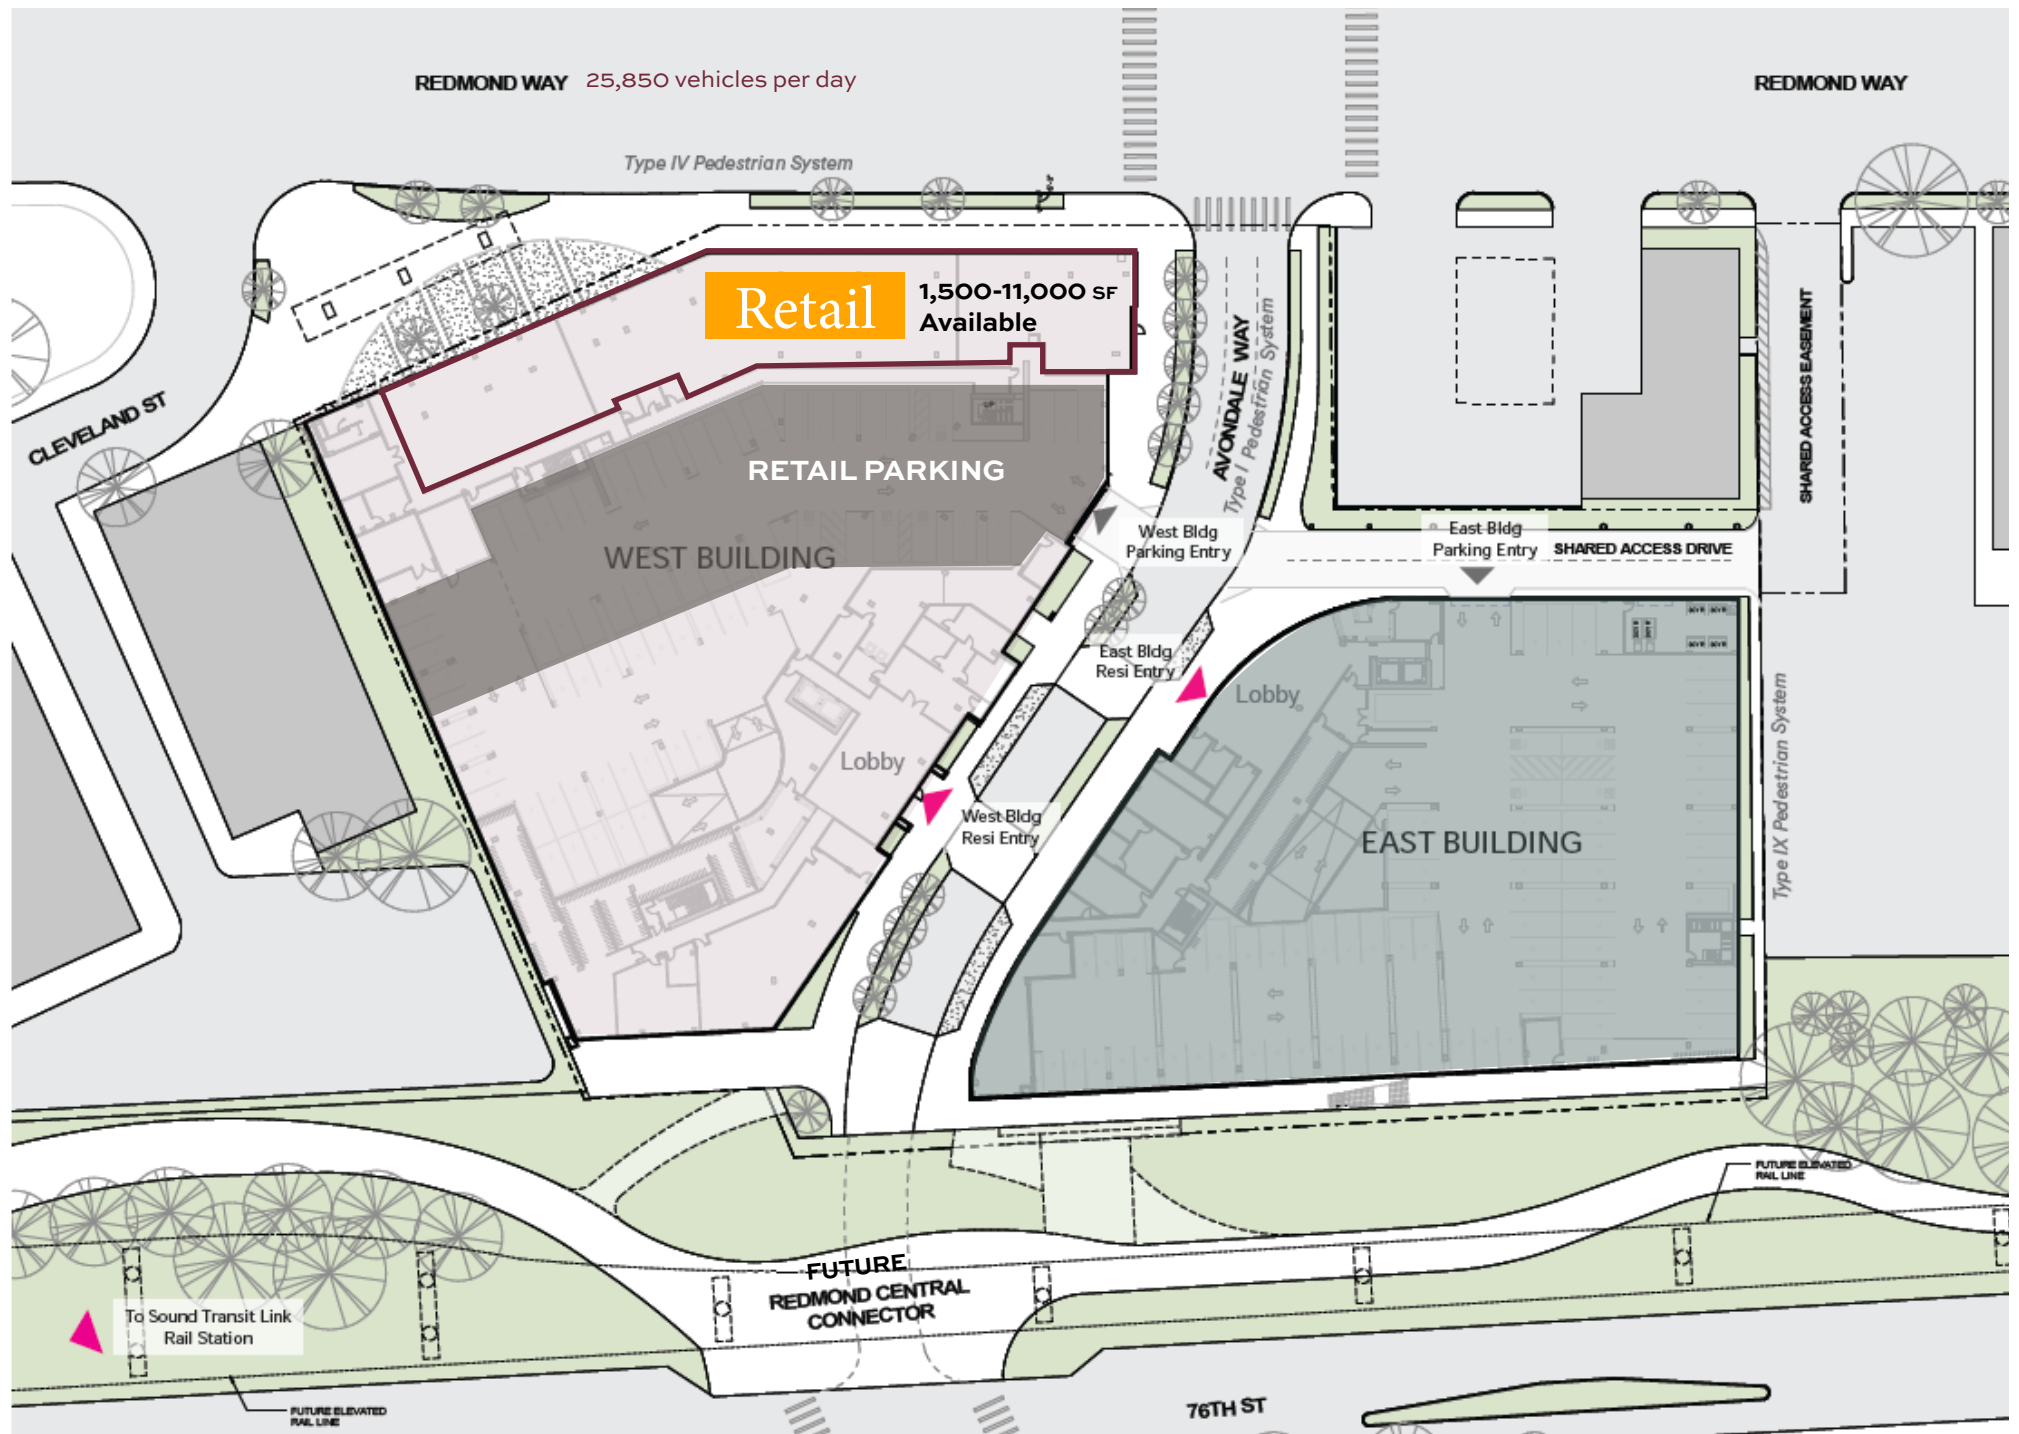 REDMOND WAY 25,850 vehicles per day
REDMOND WAY
Type IV Pedestrian System
Retail
1,500-11,000 SF
Available
CLEVELAND ST
AVONDALE WAY
Type I Pedestrian System
SHARED ACCESS EASEMENT
RETAIL PARKING
WEST BUILDING
West Bldg
Parking Entry
East Bldg
Parking Entry
SHARED ACCESS DRIVE
East Bldg
Resi Entry
Lobby
Lobby
West Bldg
Resi Entry
EAST BUILDING
Type IX Pedestrian System
FUTURE ELEVATED
RAIL LINE
FUTURE
REDMOND CENTRAL
CONNECTOR
To Sound Transit Link
Rail Station
FUTURE ELEVATED
RAIL LINE
76TH ST